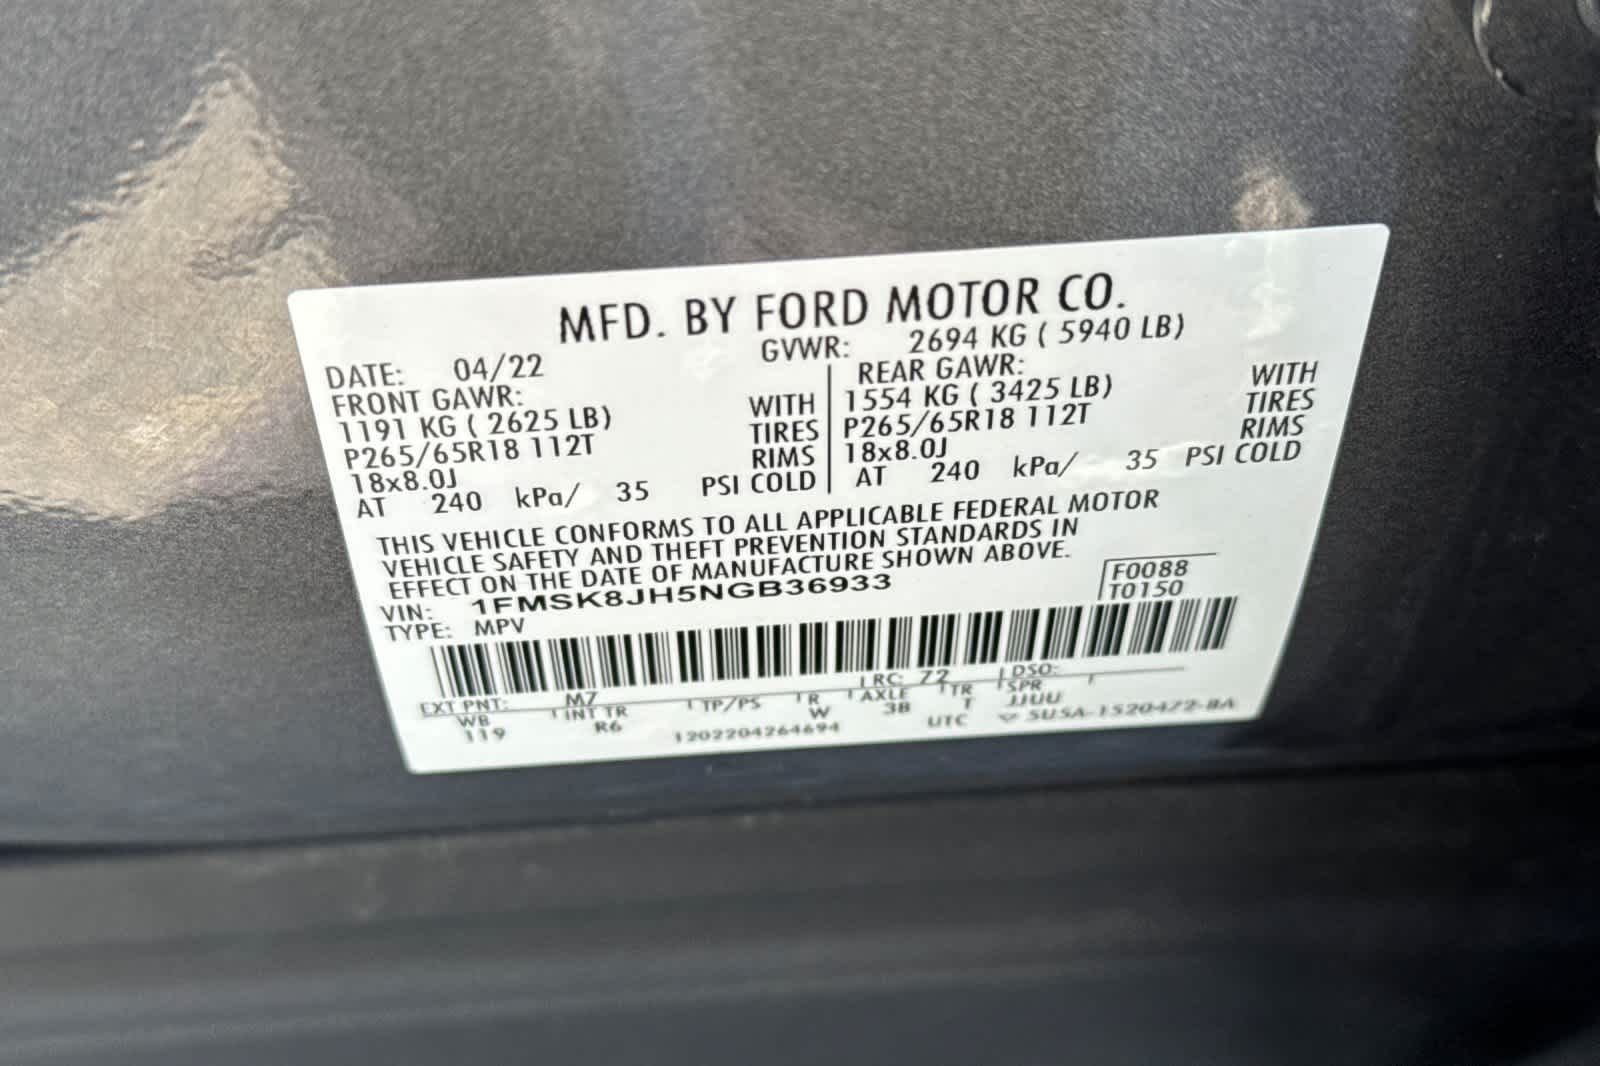 MFD. BY FORD MOTOR CO.
DATE: 04/22 GVWR: 2694 KG ( 5940 LB)
FRONT GAWR: REAR GAWR:
1191 KG ( 2625 LB) WITH 1554 KG ( 3425 LB) WITH
P265/65R18 112T TIRES P265/65R18 112T TIRES
18x8.0J RIMS 18x8.0J RIMS
AT 240 kPa/ 35 PSI COLD AT 240 kPa/ 35 PSI COLD
THIS VEHICLE CONFORMS TO ALL APPLICABLE FEDERAL MOTOR
VEHICLE SAFETY AND THEFT PREVENTION STANDARDS IN
EFFECT ON THE DATE OF MANUFACTURE SHOWN ABOVE.
VIN: 1FMSK8JH5NGB36933 F0088
TYPE: MPV T0150
EXT PNT: M7 RC: 72 DSO:
WB INT TR TP/PS R AXLE TR SPR
119 R6 W 3B T JJUU
1202204264694 UTC 5U5A-1520472-BA